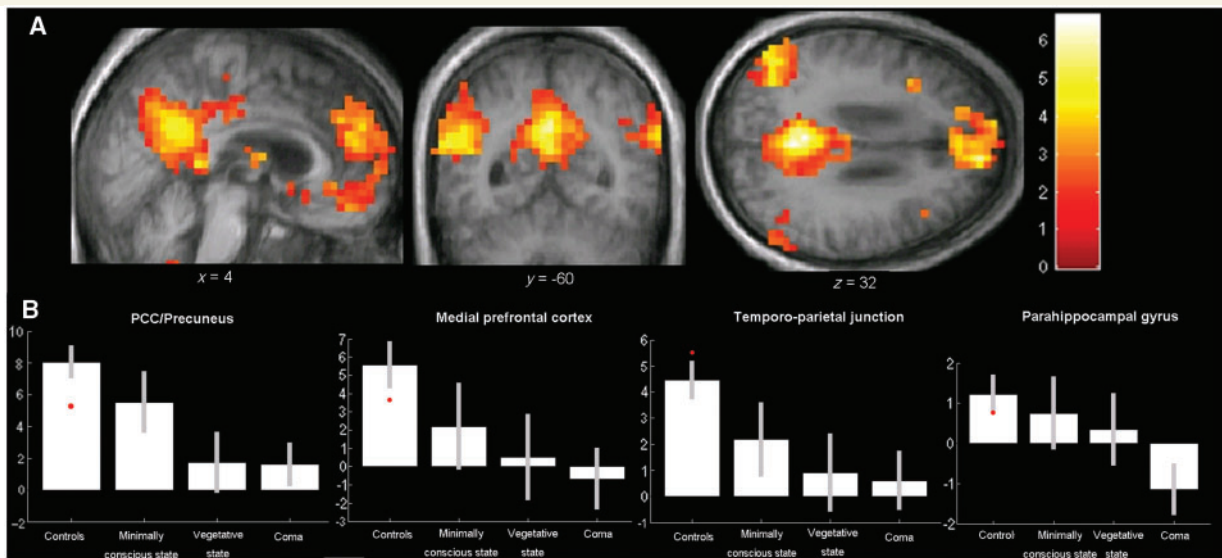 A
6
5
4
3
2
1
0
x = 4
y = -60
z = 32
B
PCC/Precuneus
10
8
6
4
2
0
−2
Controls
Minimally
conscious state
Vegetative
state
Coma
Medial prefrontal cortex
7
6
5
4
3
2
1
0
-1
-2
-3
Controls
Minimally
conscious state
Vegetative
state
Coma
Temporo-parietal junction
6
5
4
3
2
1
0
-1
Controls
Minimally
conscious state
Vegetative
state
Coma
Parahippocampal gyrus
2
1
0
-1
-2
Control
Minimally
conscious state
Vegetative
state
Coma